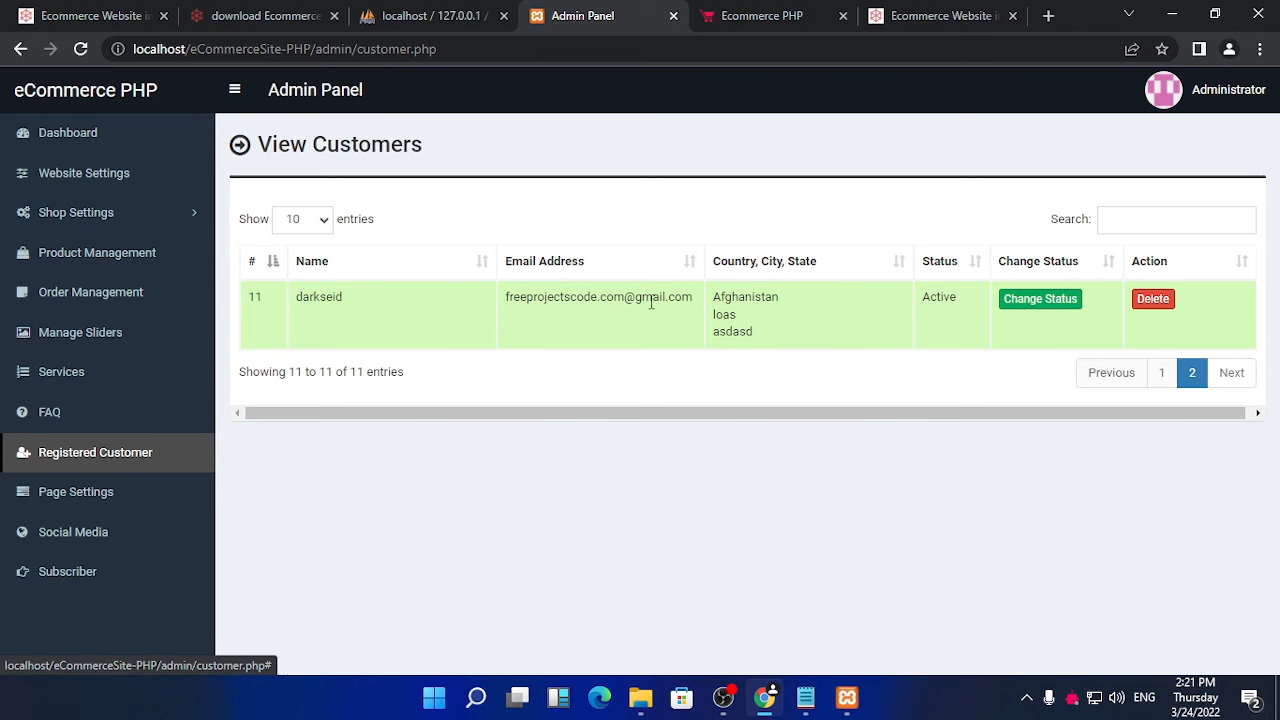 Ecommerce Website in
download Ecommerce
localhost / 127.0.0.1 /
Admin Panel
Ecommerce PHP
Ecommerce Website in
localhost/eCommerceSite-PHP/admin/customer.php
eCommerce PHP
Admin Panel
Administrator
Dashboard
Website Settings
Shop Settings
Product Management
Order Management
Manage Sliders
Services
FAQ
Registered Customer
Page Settings
Social Media
Subscriber
View Customers
Show 10 entries
Search:
# Name Email Address Country, City, State Status Change Status Action
11 darkseid freeprojectscode.com@gmail.com Afghanistan Active Change Status Delete
loas
asdasd
Showing 11 to 11 of 11 entries
Previous 1 2 Next
localhost/eCommerceSite-PHP/admin/customer.php#
ENG
2:21 PM
Thursday
3/24/2022
2